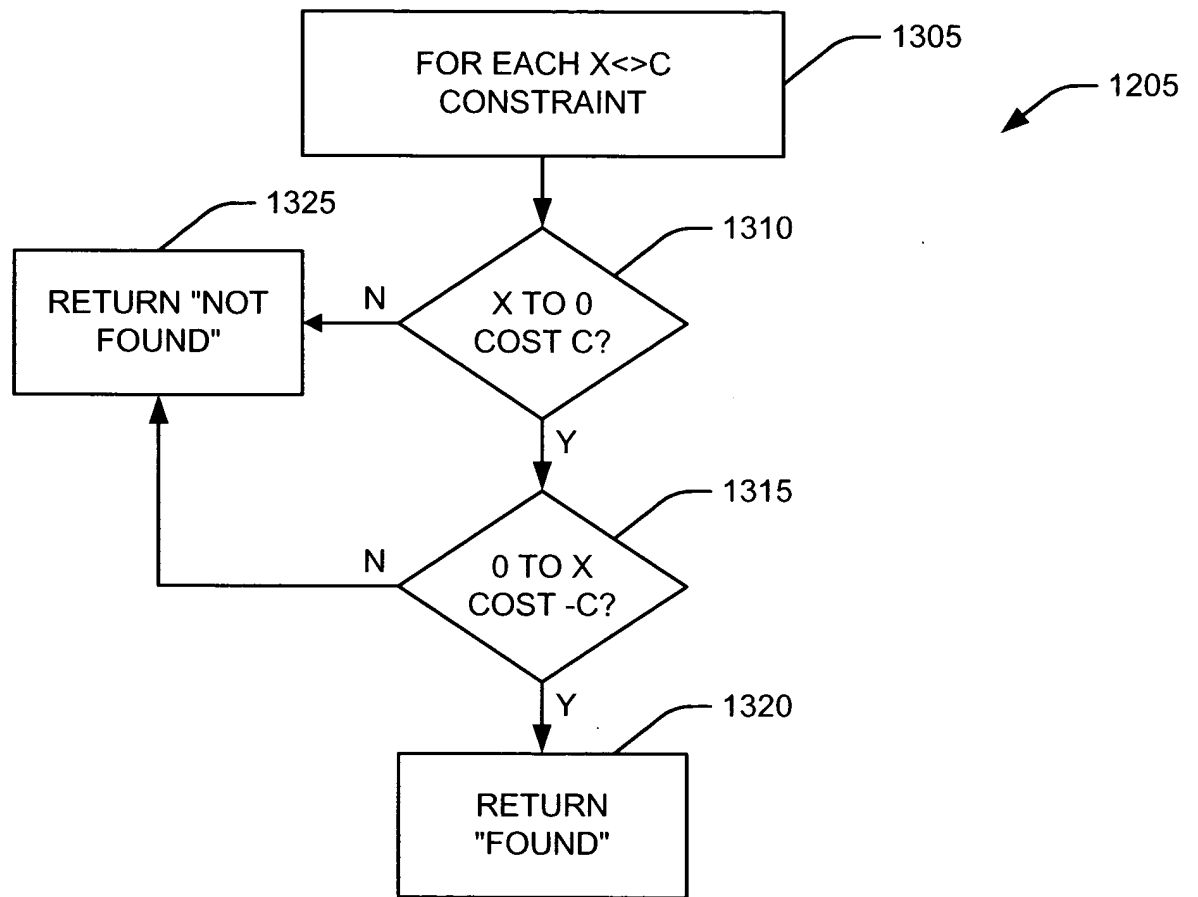 FOR EACH X<>C
CONSTRAINT
1305
1205
1325
RETURN "NOT
FOUND"
N
1310
X TO 0
COST C?
Y
1315
N
0 TO X
COST -C?
Y
1320
RETURN
"FOUND"